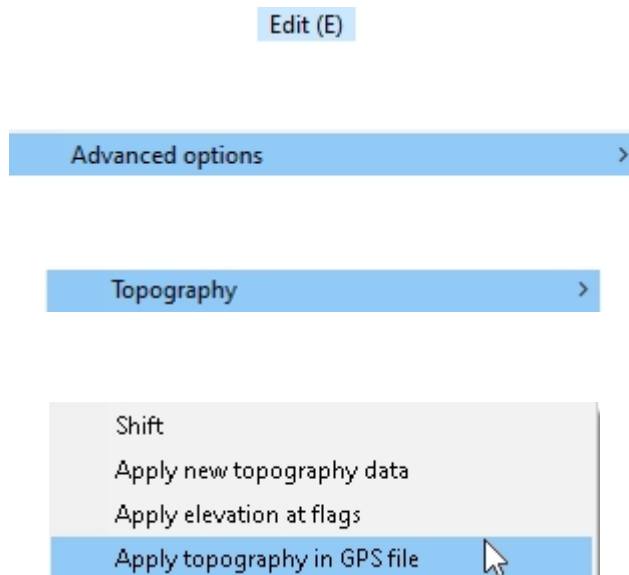 Edit (E)
Advanced options
Topography
Shift
Apply new topography data
Apply elevation at flags
Apply topography in GPS file